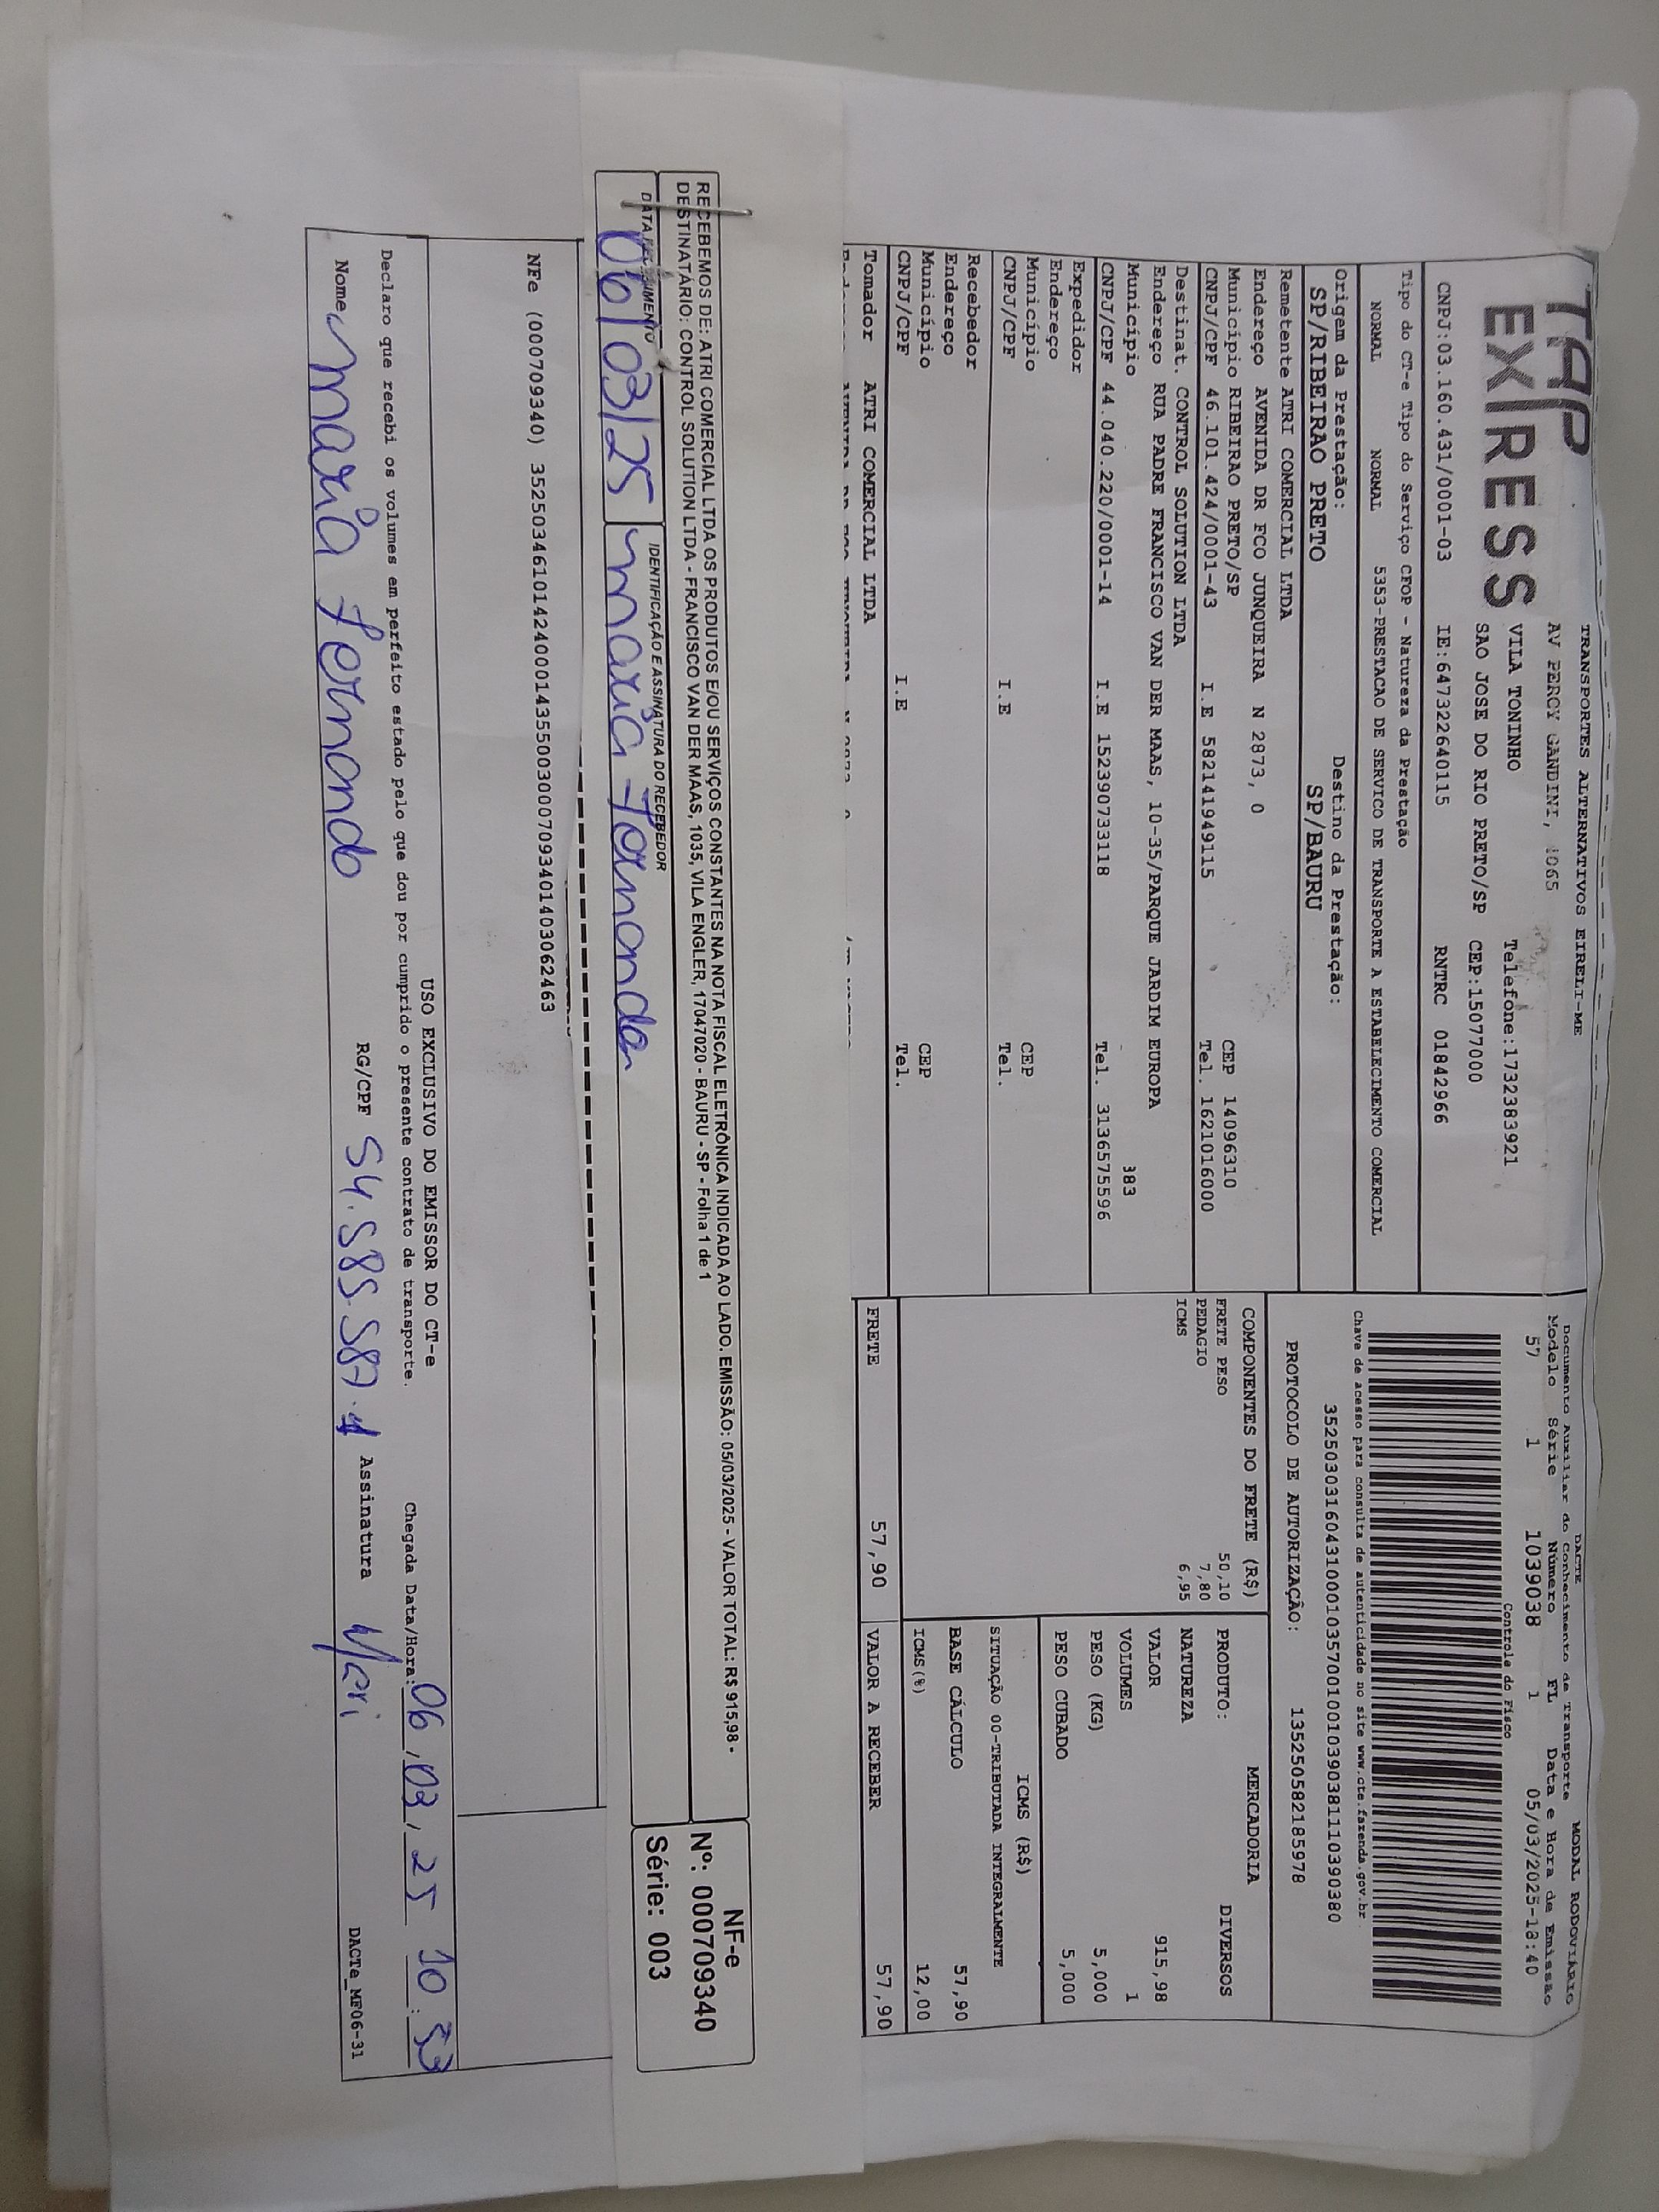 TAP
EXPRESS
TRANSPORTES ALTERNATIVOS EIRELI-ME
AV PERCY GANDINI, 1065
VILA TONINHO Telefone:1732383921
SAO JOSE DO RIO PRETO/SP CEP:15077000
CNPJ:03.160.431/0001-03 IE:647322640115 RNTRC 01842966
Tipo do CT-e Tipo do Serviço CFOP - Natureza da Prestação
NORMAL NORMAL 5353-PRESTACAO DE SERVICO DE TRANSPORTE A ESTABELECIMENTO COMERCIAL
Origem da Prestação: Destino da Prestação:
SP/RIBEIRAO PRETO SP/BAURU
Remetente ATRI COMERCIAL LTDA
Endereço AVENIDA DR FCO JUNQUEIRA N 2873, 0
Município RIBEIRAO PRETO/SP CEP 14096310
CNPJ/CPF 46.101.424/0001-43 I.E 582141949115 Tel. 1621016000
Destinat. CONTROL SOLUTION LTDA
Endereço RUA PADRE FRANCISCO VAN DER MAAS, 10-35/PARQUE JARDIM EUROPA
Município 383
CNPJ/CPF 44.040.220/0001-14 I.E 152390733118 Tel. 3136575596
Expedidor
Endereço
Município CEP
CNPJ/CPF I.E Tel.
Recebedor
Endereço
Município CEP
CNPJ/CPF I.E Tel.
Tomador ATRI COMERCIAL LTDA
DACTE MODAL RODOVIÁRIO
Documento Auxiliar do Conhecimento de Transporte
Modelo Série Número FL Data e Hora de Emissão
57 1 1039038 1 05/03/2025-18:40
Controle do Fisco
Chave de acesso para consulta de autenticidade no site www.cte.fazenda.gov.br
35250303160431000103570010010390381110390380
PROTOCOLO DE AUTORIZAÇÃO: 135250582185978
COMPONENTES DO FRETE (R$)
FRETE PESO 50,10
PEDAGIO 7,80
ICMS 6,95
MERCADORIA
PRODUTO: DIVERSOS
NATUREZA
VALOR 915,98
VOLUMES 1
PESO (KG) 5,000
PESO CUBADO 5,000
ICMS (R$)
SITUAÇÃO 00-TRIBUTADA INTEGRALMENTE
BASE CÁLCULO 57,90
ICMS (%) 12,00
FRETE 57,90 VALOR A RECEBER 57,90
RECEBEMOS DE: ATRI COMERCIAL LTDA OS PRODUTOS E/OU SERVIÇOS CONSTANTES NA NOTA FISCAL ELETRÔNICA INDICADA AO LADO. EMISSÃO: 05/03/2025 - VALOR TOTAL: R$ 915,98 -
DESTINATÁRIO: CONTROL SOLUTION LTDA - FRANCISCO VAN DER MAAS, 1035, VILA ENGLER, 17047020 - BAURU - SP - Folha 1 de 1
IDENTIFICAÇÃO E ASSINATURA DO RECEBEDOR
06/03/25 Maria Fernanda
NF-e
Nº: 000709340
Série: 003
NFe (000709340) 35250346101424000143550030007093401403062463
USO EXCLUSIVO DO EMISSOR DO CT-e
Declaro que recebi os volumes em perfeito estado pelo que dou por cumprido o presente contrato de transporte. Chegada Data/Hora: 06/03/25 10:53
Nome Maria Fernanda RG/CPF 54.585.587.1 Assinatura Mari
DACTe_MF06-31